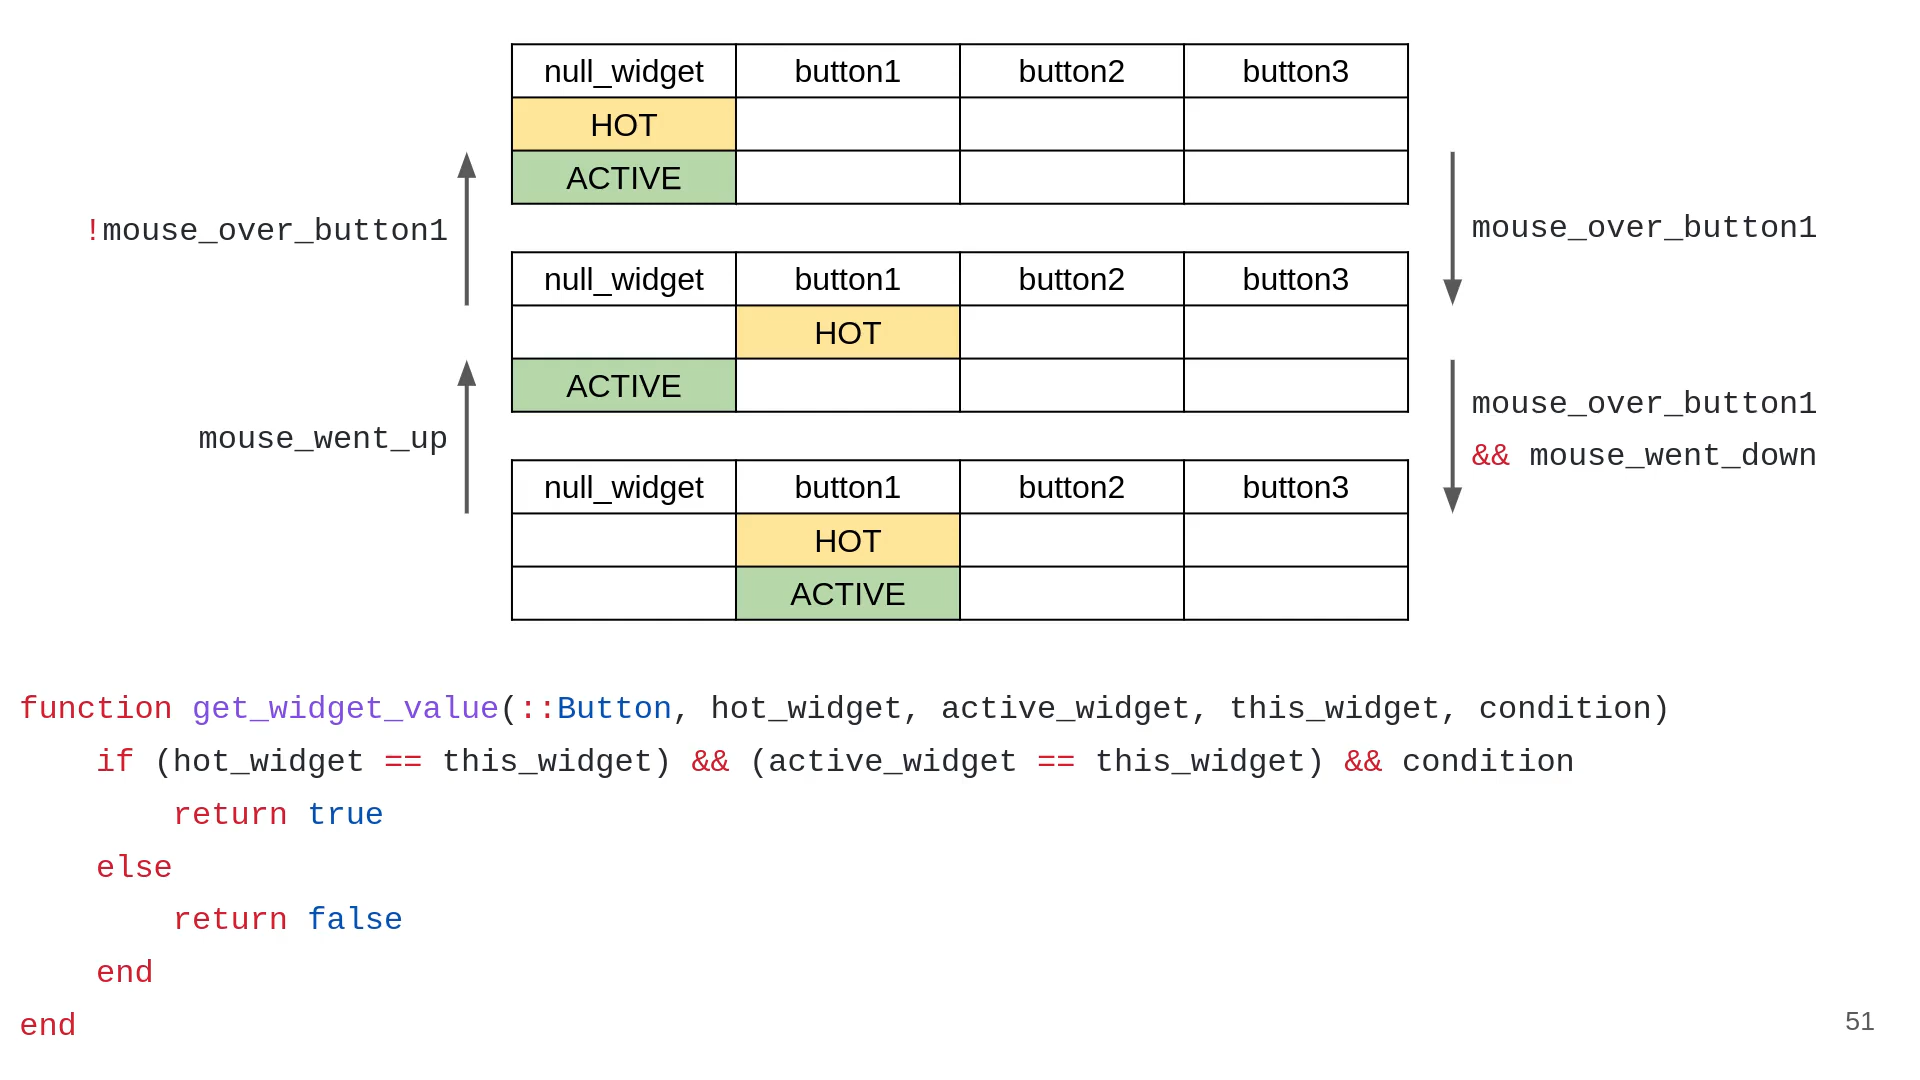 null_widget button1 button2 button3
HOT
ACTIVE
!mouse_over_button1
mouse_over_button1
null_widget button1 button2 button3
HOT
ACTIVE
mouse_went_up
mouse_over_button1
&& mouse_went_down
null_widget button1 button2 button3
HOT
ACTIVE
function get_widget_value(::Button, hot_widget, active_widget, this_widget, condition)
    if (hot_widget == this_widget) && (active_widget == this_widget) && condition
        return true
    else
        return false
    end
end
51